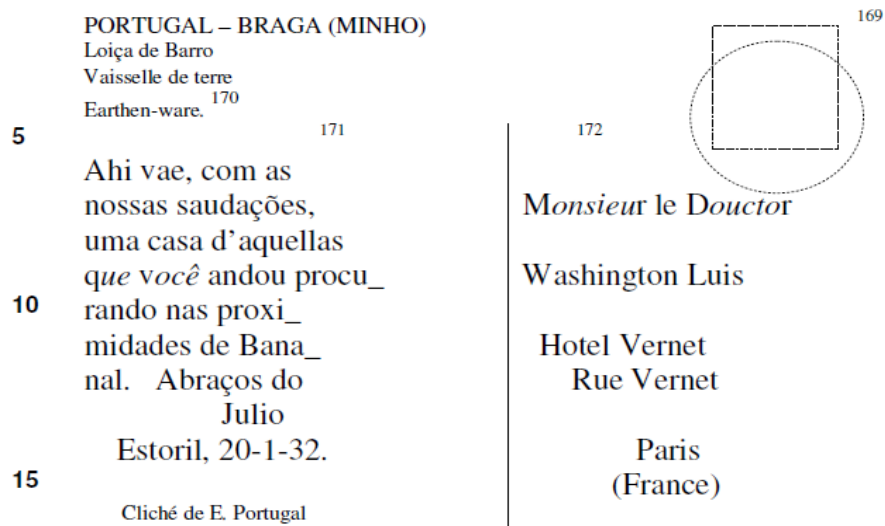 169
PORTUGAL – BRAGA (MINHO)
Loiça de Barro
Vaisselle de terre
Earthen-ware. 170
5
171
Ahi vae, com as
nossas saudações,
uma casa d’aquellas
que você andou procu_
10
rando nas proxi_
midades de Bana_
nal. Abraços do
Julio
Estoril, 20-1-32.
15
Cliché de E. Portugal
172
Monsieur le Douctor
Washington Luis
Hotel Vernet
Rue Vernet
Paris
(France)